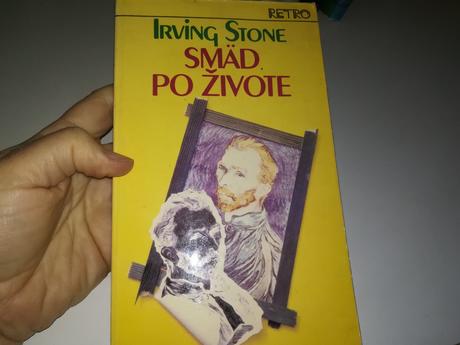 RETRO
IRVING STONE
SMÄD
PO ŽIVOTE